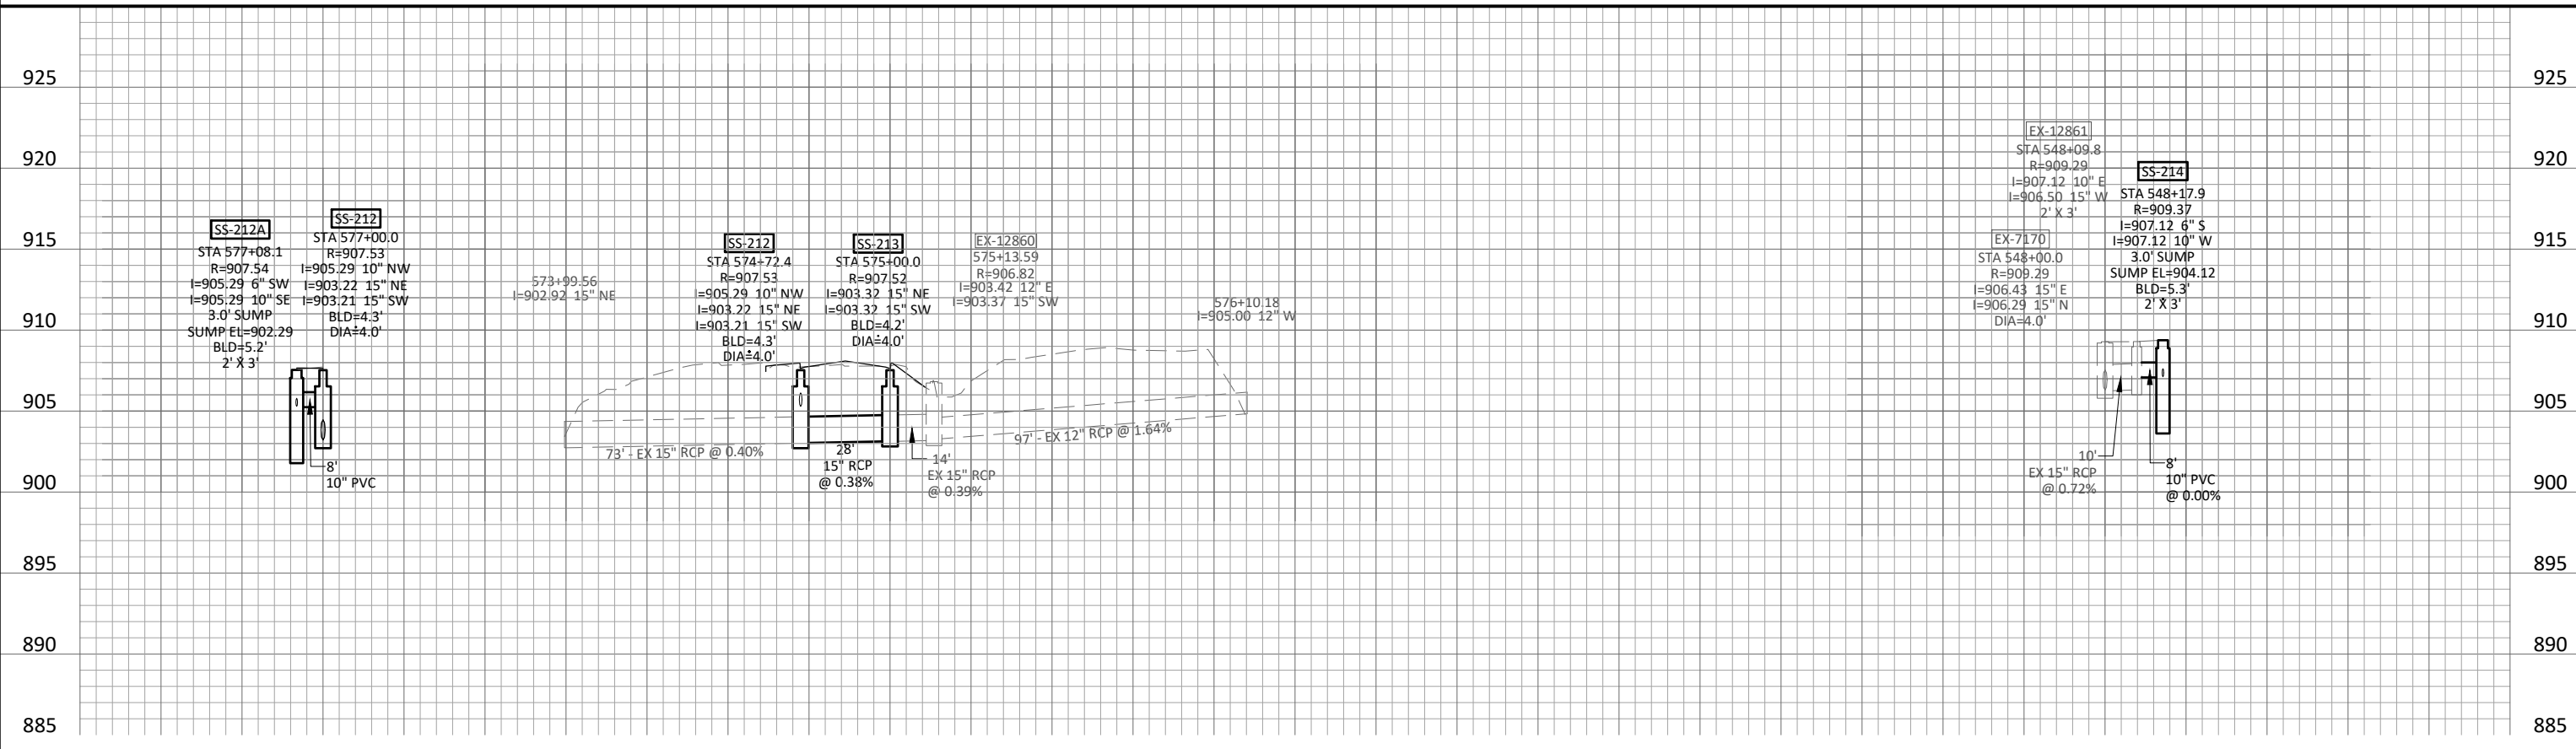 925
920
915
910
905
900
895
890
885
SS-212A
STA 577+08.1
R=907.54
I=905.29 6" SW
I=905.29 10" SE
3.0' SUMP
SUMP EL=902.29
BLD=5.2'
2' X 3'
SS-212
STA 577+00.0
R=907.53
I=905.29 10" NW
I=903.22 15" NE
I=903.21 15" SW
BLD=4.3'
DIA=4.0'
8'
10" PVC
573+99.56
I=902.92 15" NE
73' - EX 15" RCP @ 0.40%
SS-212
STA 574+72.4
R=907.53
I=905.29 10" NW
I=903.22 15" NE
I=903.21 15" SW
BLD=4.3'
DIA=4.0'
28'
15" RCP
@ 0.38%
SS-213
STA 575+00.0
R=907.52
I=903.32 15" NE
I=903.32 15" SW
BLD=4.2'
DIA=4.0'
14'
EX 15" RCP
@ 0.39%
EX-12860
575+13.59
R=906.82
I=903.42 12" E
I=903.37 15" SW
97' - EX 12" RCP @ 1.64%
576+10.18
I=905.00 12" W
EX-7170
STA 548+00.0
R=909.29
I=906.43 15" E
I=906.29 15" N
DIA=4.0'
EX-12861
STA 548+09.8
R=909.29
I=907.12 10" E
I=906.50 15" W
2' X 3'
10'
EX 15" RCP
@ 0.72%
SS-214
STA 548+17.9
R=909.37
I=907.12 6" S
I=907.12 10" W
3.0' SUMP
SUMP EL=904.12
BLD=5.3'
2' X 3'
8'
10" PVC
@ 0.00%
925
920
915
910
905
900
895
890
885